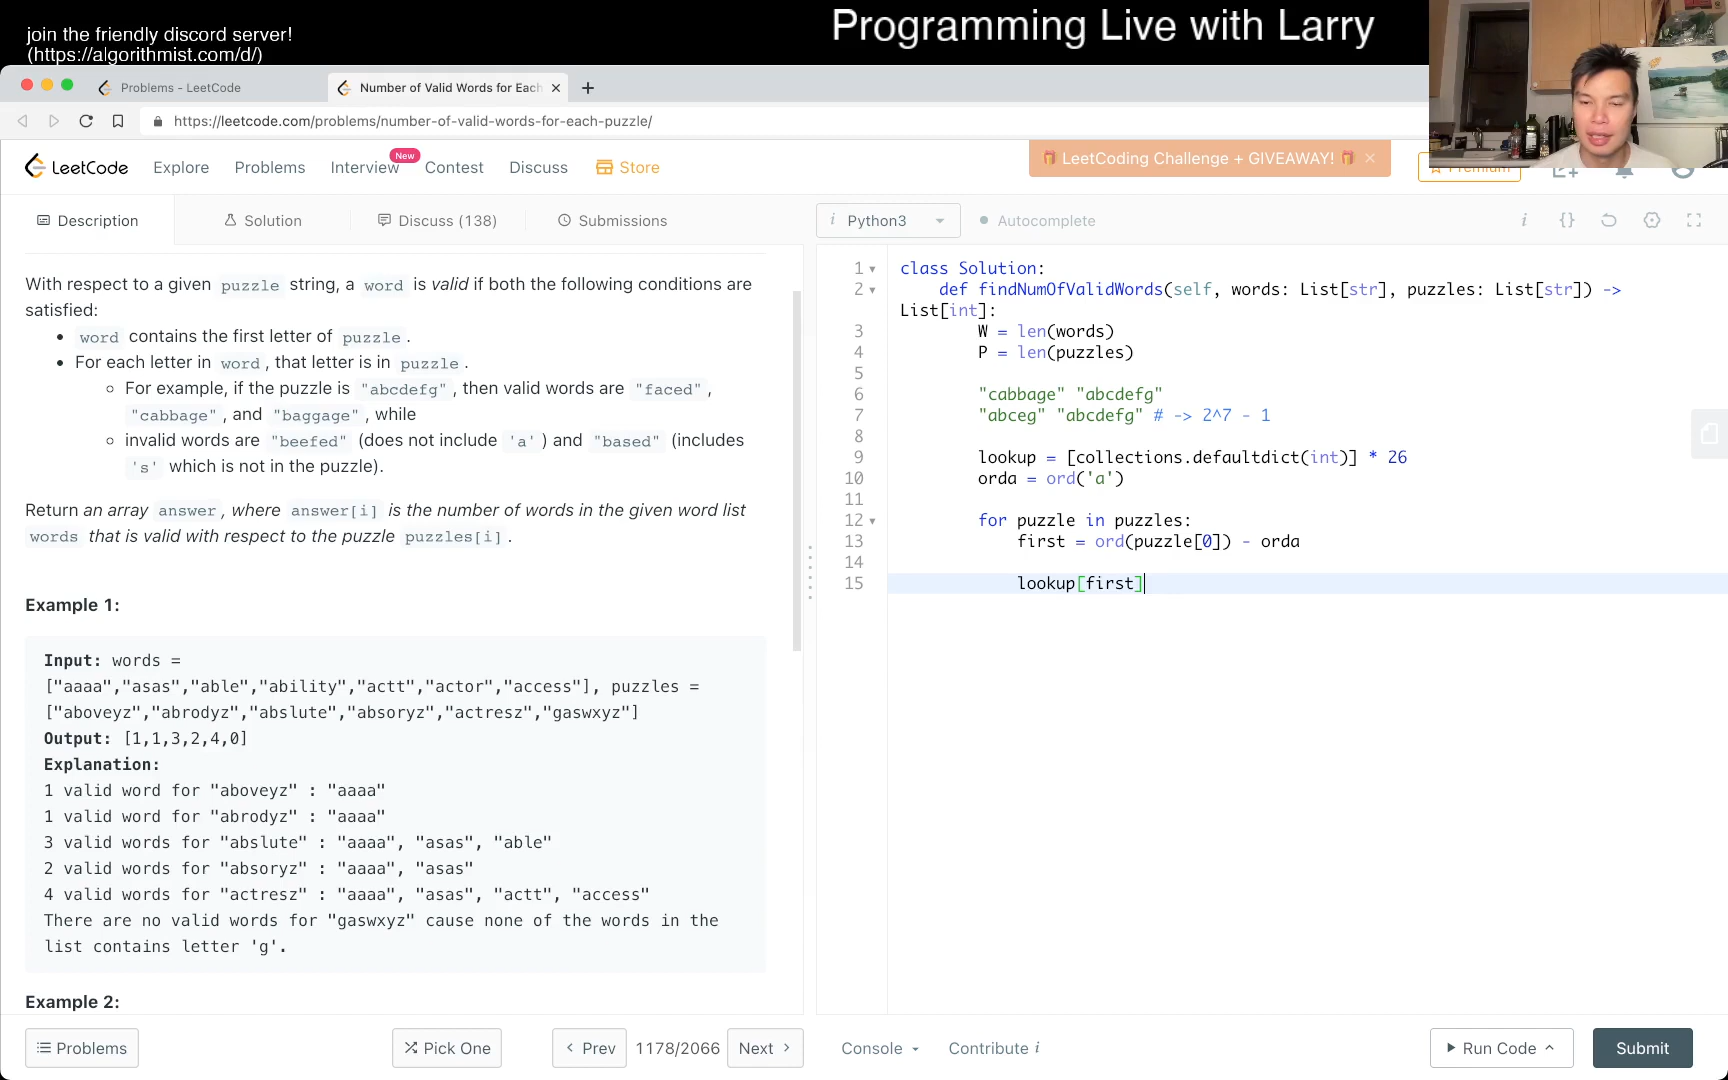 join the friendly discord server!
(https://algorithmist.com/d/)
Programming Live with Larry
Problems - LeetCode
Number of Valid Words for Each
https://leetcode.com/problems/number-of-valid-words-for-each-puzzle/
LeetCode Explore Problems Interview New Contest Discuss Store
LeetCoding Challenge + GIVEAWAY!
Premium
Description Solution Discuss (138) Submissions
Python3 Autocomplete
With respect to a given puzzle string, a word is valid if both the following conditions are
satisfied:
• word contains the first letter of puzzle.
• For each letter in word, that letter is in puzzle.
For example, if the puzzle is "abcdefg", then valid words are "faced",
"cabbage", and "baggage", while
invalid words are "beefed" (does not include 'a') and "based" (includes
's' which is not in the puzzle).
Return an array answer, where answer[i] is the number of words in the given word list
words that is valid with respect to the puzzle puzzles[i].
Example 1:
Input: words =
["aaaa","asas","able","ability","actt","actor","access"], puzzles =
["aboveyz","abrodyz","abslute","absoryz","actresz","gaswxyz"]
Output: [1,1,3,2,4,0]
Explanation:
1 valid word for "aboveyz" : "aaaa"
1 valid word for "abrodyz" : "aaaa"
3 valid words for "abslute" : "aaaa", "asas", "able"
2 valid words for "absoryz" : "aaaa", "asas"
4 valid words for "actresz" : "aaaa", "asas", "actt", "access"
There are no valid words for "gaswxyz" cause none of the words in the
list contains letter 'g'.
Example 2:
1 class Solution:
2 def findNumOfValidWords(self, words: List[str], puzzles: List[str]) ->
List[int]:
3 W = len(words)
4 P = len(puzzles)
5
6 "cabbage" "abcdefg"
7 "abceg" "abcdefg" # -> 2^7 - 1
8
9 lookup = [collections.defaultdict(int)] * 26
10 orda = ord('a')
11
12 for puzzle in puzzles:
13 first = ord(puzzle[0]) - orda
14
15 lookup[first]
Problems Pick One Prev 1178/2066 Next Console Contribute i Run Code Submit